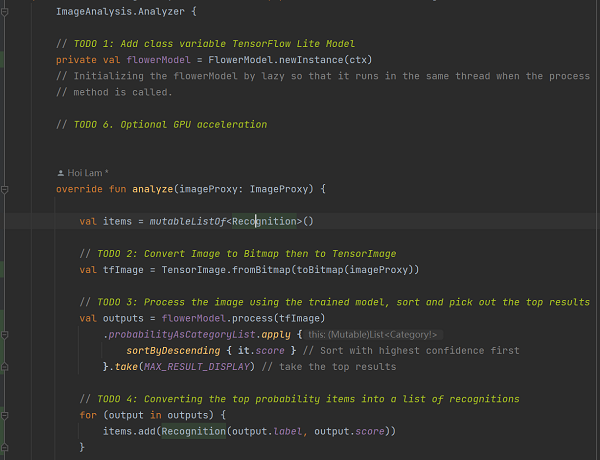 ImageAnalysis.Analyzer {
// TODO 1: Add class variable TensorFlow Lite Model
private val flowerModel = FlowerModel.newInstance(ctx)
// Initializing the flowerModel by lazy so that it runs in the same thread when the process
// method is called.
// TODO 6. Optional GPU acceleration
Hoi Lam *
override fun analyze(imageProxy: ImageProxy) {
val items = mutableListOf<Recognition>()
// TODO 2: Convert Image to Bitmap then to TensorImage
val tfImage = TensorImage.fromBitmap(toBitmap(imageProxy))
// TODO 3: Process the image using the trained model, sort and pick out the top results
val outputs = flowerModel.process(tfImage)
.probabilityAsCategoryList.apply { this: (Mutable)List<Category!>
sortByDescending { it.score } // Sort with highest confidence first
}.take(MAX_RESULT_DISPLAY) // take the top results
// TODO 4: Converting the top probability items into a list of recognitions
for (output in outputs) {
items.add(Recognition(output.label, output.score))
}